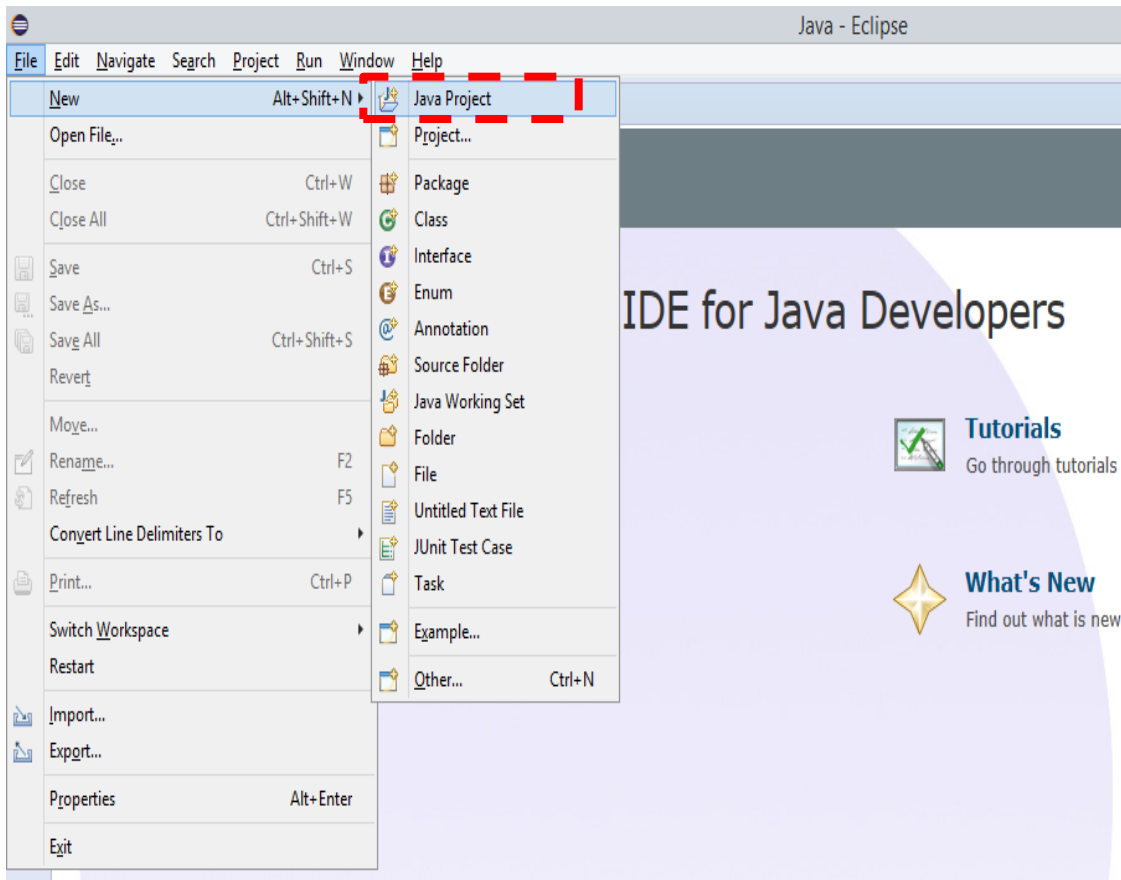 Java - Eclipse
File Edit Navigate Search Project Run Window Help
New Alt+Shift+N
Open File...
Close Ctrl+W
Close All Ctrl+Shift+W
Save Ctrl+S
Save As...
Save All Ctrl+Shift+S
Revert
Move...
Rename... F2
Refresh F5
Convert Line Delimiters To
Print... Ctrl+P
Switch Workspace
Restart
Import...
Export...
Properties Alt+Enter
Exit
Java Project
Project...
Package
Class
Interface
Enum
Annotation
Source Folder
Java Working Set
Folder
File
Untitled Text File
JUnit Test Case
Task
Example...
Other... Ctrl+N
IDE for Java Developers
Tutorials
Go through tutorials
What's New
Find out what is new